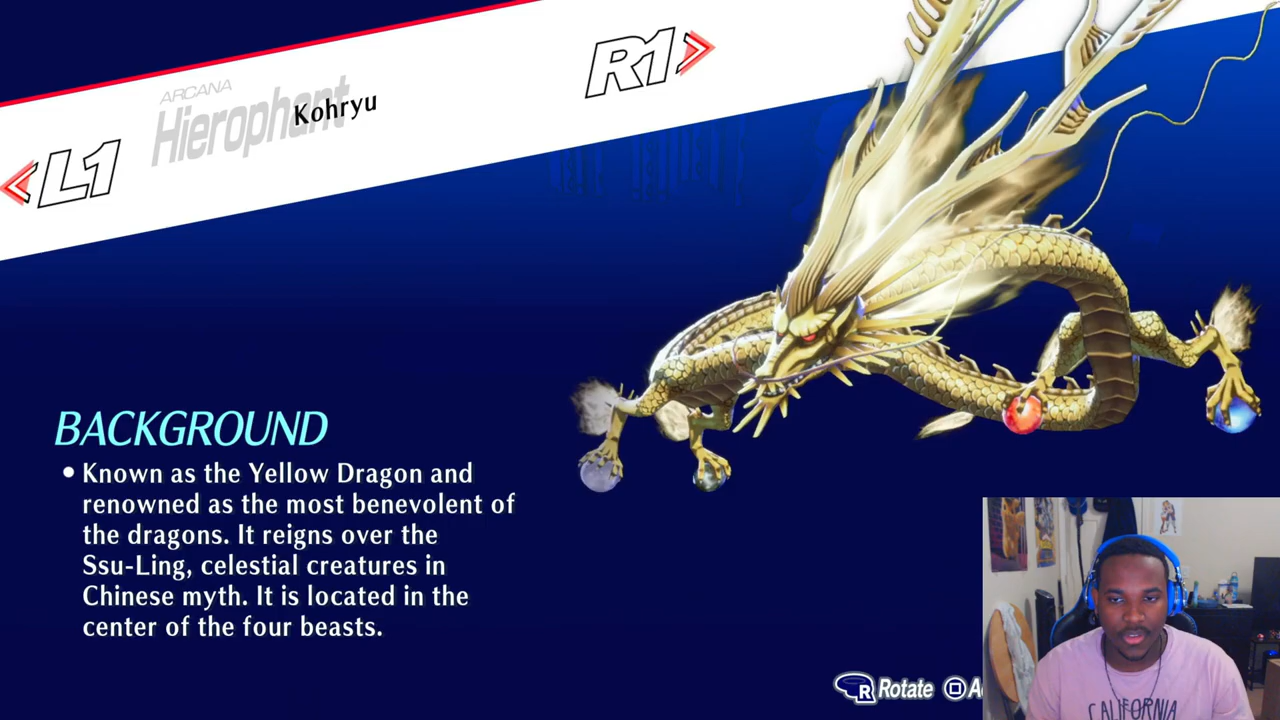 R1
ARCANA
Hierophant
Kohryu
L1
BACKGROUND
• Known as the Yellow Dragon and
renowned as the most benevolent of
the dragons. It reigns over the
Ssu-Ling, celestial creatures in
Chinese myth. It is located in the
center of the four beasts.
R Rotate
CALIFORNIA